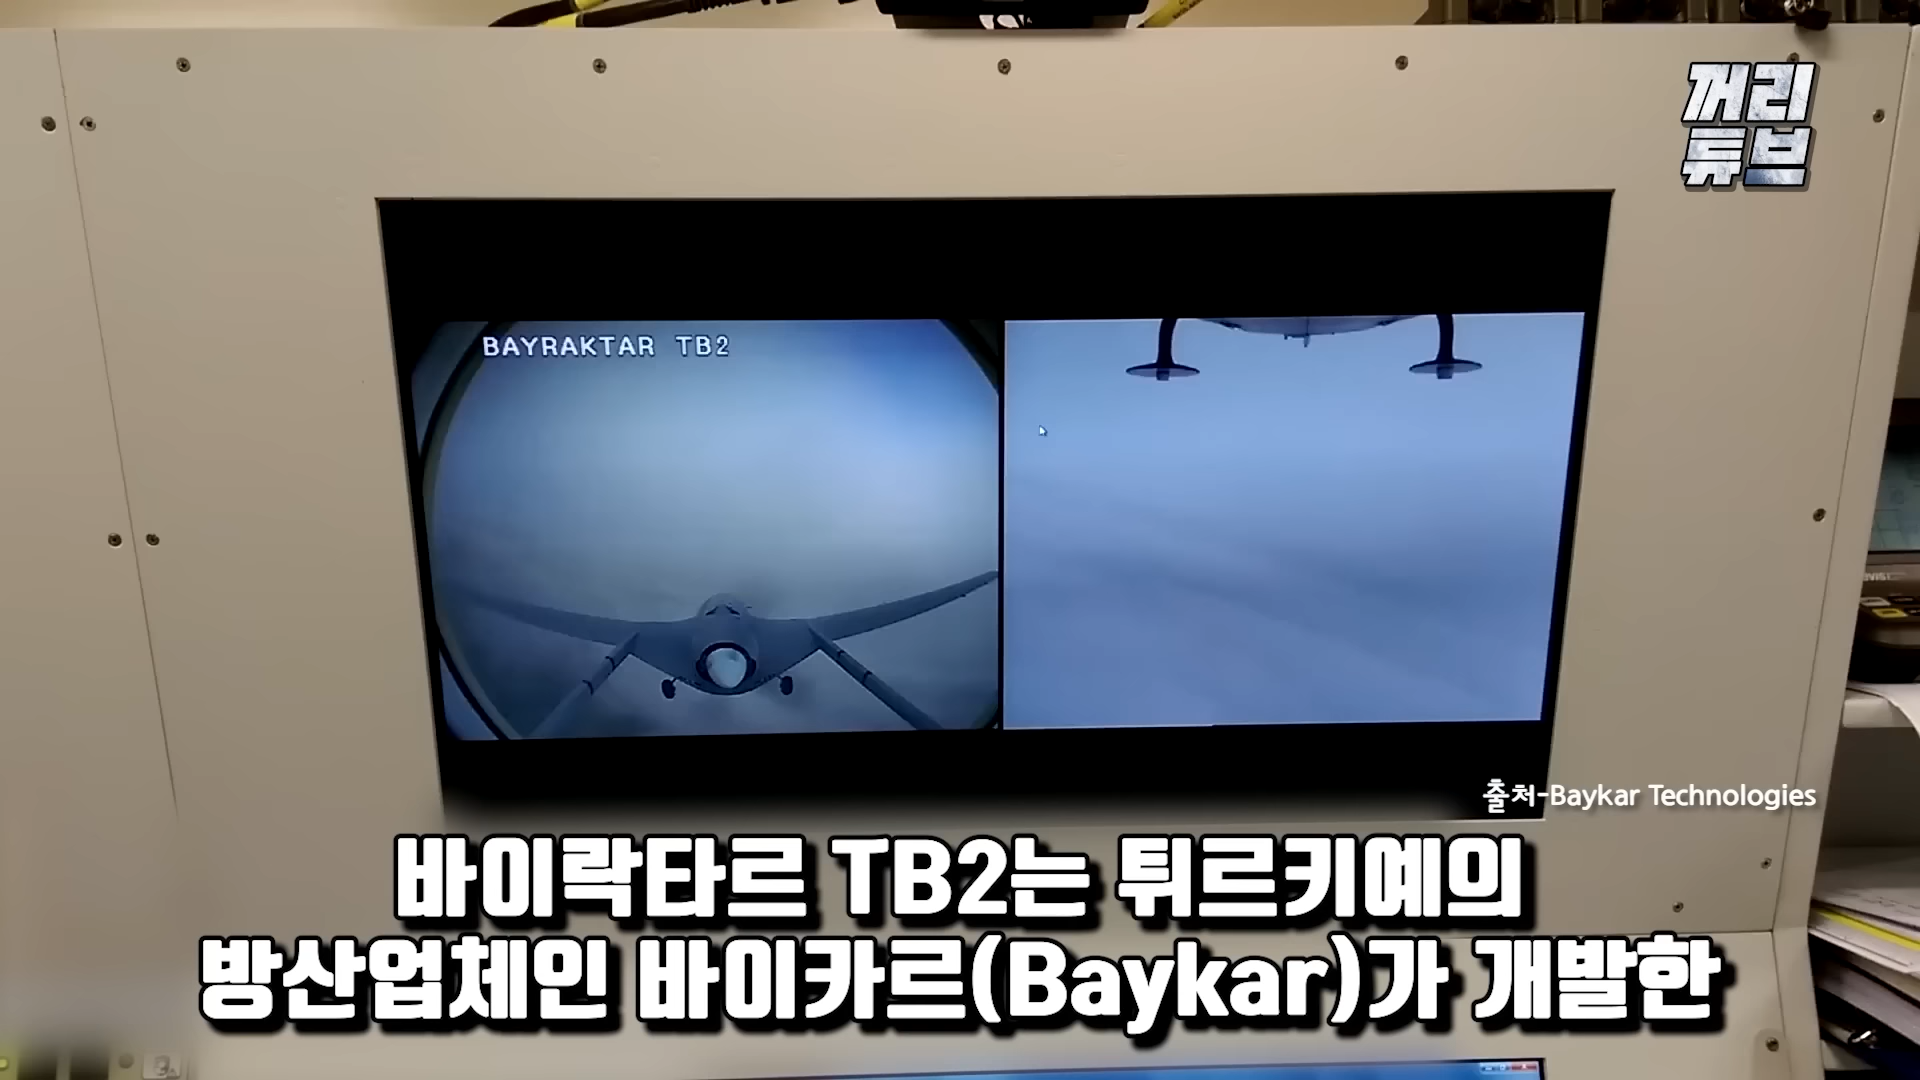 꺼리
튜브
BAYRAKTAR TB2
출처-Baykar Technologies
바이락타르 TB2는 튀르키예의
방산업체인 바이카르(Baykar)가 개발한